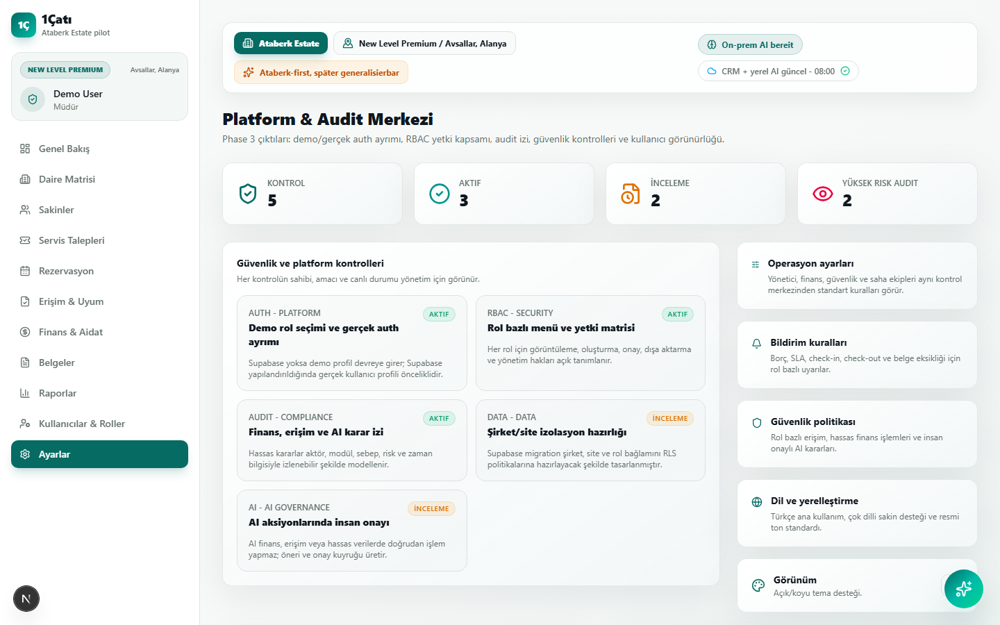 1Ç
1Çatı
Ataberk Estate pilot
NEW LEVEL PREMIUM
Avsallar, Alanya
Demo User
Müdür
Genel Bakış
Daire Matrisi
Sakinler
Servis Talepleri
Rezervasyon
Erişim & Uyum
Finans & Aidat
Belgeler
Raporlar
Kullanıcılar & Roller
Ayarlar
N
Ataberk Estate
New Level Premium / Avsallar, Alanya
Ataberk-first, später generalisierbar
On-prem AI bereit
CRM + yerel AI güncel - 08:00
Platform & Audit Merkezi
Phase 3 çıktıları: demo/gerçek auth ayrımı, RBAC yetki kapsamı, audit izi, güvenlik kontrolleri ve kullanıcı görünürlüğü.
KONTROL
5
AKTIF
3
İNCELEME
2
YÜKSEK RISK AUDIT
2
Güvenlik ve platform kontrolleri
Her kontrolün sahibi, amacı ve canlı durumu yönetim için görünür.
AUTH - PLATFORM
AKTIF
Demo rol seçimi ve gerçek auth
ayrımı
Supabase yoksa demo profil devreye girer; Supabase
yapılandırıldığında gerçek kullanıcı profili önceliklidir.
RBAC - SECURITY
AKTIF
Rol bazlı menü ve yetki matrisi
Her rol için görüntüleme, oluşturma, onay, dışa aktarma
ve yönetim hakları açık tanımlanır.
AUDIT - COMPLIANCE
AKTIF
Finans, erişim ve AI karar izi
Hassas kararlar aktör, modül, sebep, risk ve zaman
bilgisiyle izlenebilir şekilde modellenir.
DATA - DATA
İNCELEME
Şirket/site izolasyon hazırlığı
Supabase migration şirket, site ve rol bağlamını RLS
politikalarına hazırlayacak şekilde tasarlanmıştır.
AI - AI GOVERNANCE
İNCELEME
AI aksiyonlarında insan onayı
AI finans, erişim veya hassas verilerde doğrudan işlem
yapmaz; öneri ve onay kuyruğu üretir.
Operasyon ayarları
Yönetici, finans, güvenlik ve saha ekipleri aynı kontrol
merkezinden standart kuralları görür.
Bildirim kuralları
Borç, SLA, check-in, check-out ve belge eksikliği için
rol bazlı uyarılar.
Güvenlik politikası
Rol bazlı erişim, hassas finans işlemleri ve insan
onaylı AI kararları.
Dil ve yerelleştirme
Türkçe ana kullanım, çok dilli sakin desteği ve resmi
ton standardı.
Görünüm
Açık/koyu tema desteği.